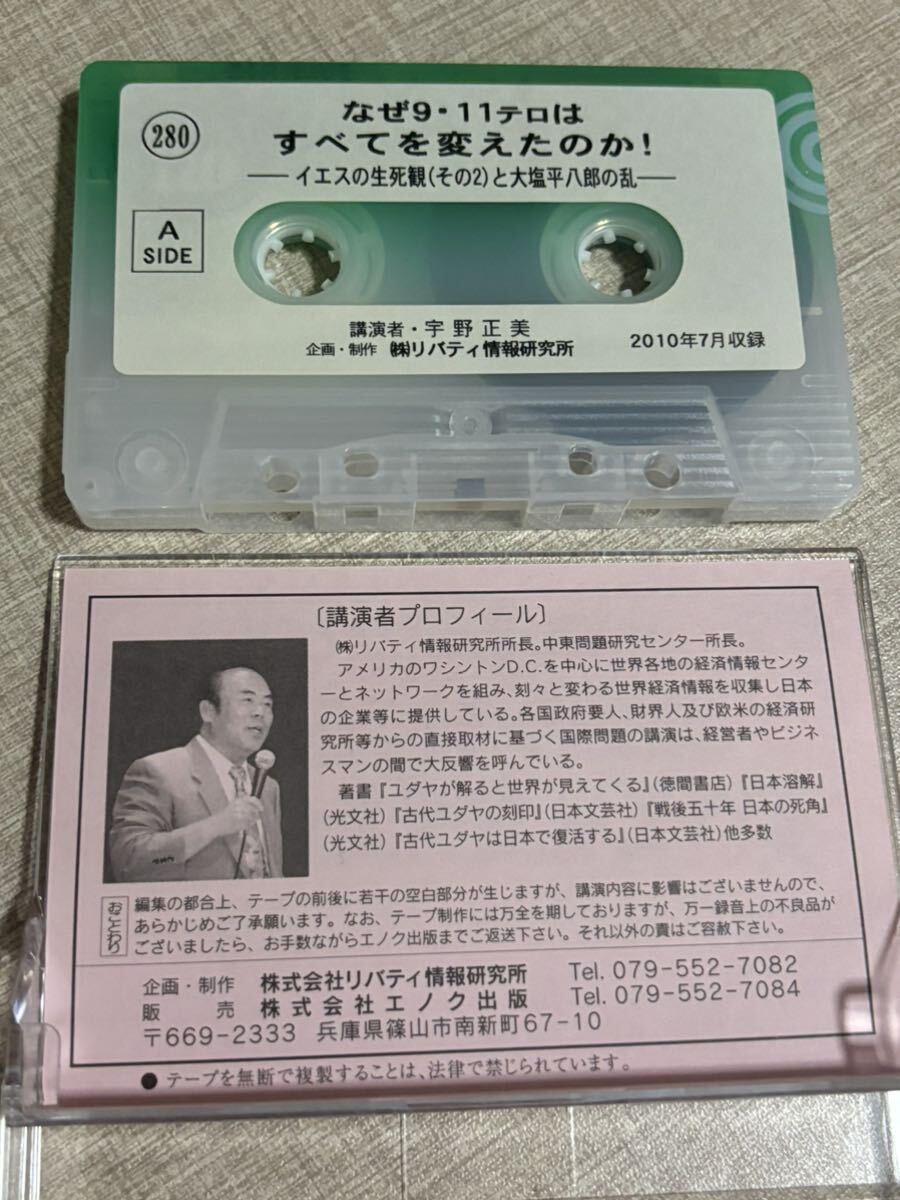 280
なぜ9・11テロは
すべてを変えたのか!
― イエスの生死観(その2)と大塩平八郎の乱 ―
A
SIDE
講演者・宇野正美
企画・制作 ㈱リバティ情報研究所
2010年7月収録
〔講演者プロフィール〕
㈱リバティ情報研究所所長。中東問題研究センター所長。
アメリカのワシントンD.C.を中心に世界各地の経済情報センタ
ーとネットワークを組み、刻々と変わる世界経済情報を収集し日本
の企業等に提供している。各国政府要人、財界人及び欧米の経済研
究所等からの直接取材に基づく国際問題の講演は、経営者やビジネ
スマンの間で大反響を呼んでいる。
著書『ユダヤが解ると世界が見えてくる』(徳間書店)『日本溶解』
(光文社)『古代ユダヤの刻印』(日本文芸社)『戦後五十年 日本の死角』
(光文社)『古代ユダヤは日本で復活する』(日本文芸社)他多数
おことわり
編集の都合上、テープの前後に若干の空白部分が生じますが、講演内容に影響はございませんので、
あらかじめご了承願います。なお、テープ制作には万全を期しておりますが、万一録音上の不良品が
ございましたら、お手数ながらエノク出版までご返送下さい。それ以外の責はご容赦下さい。
企画・制作 株式会社リバティ情報研究所 Tel. 079-552-7082
販 売 株式会社エノク出版 Tel. 079-552-7084
〒669-2333 兵庫県篠山市南新町67-10
● テープを無断で複製することは、法律で禁じられています。